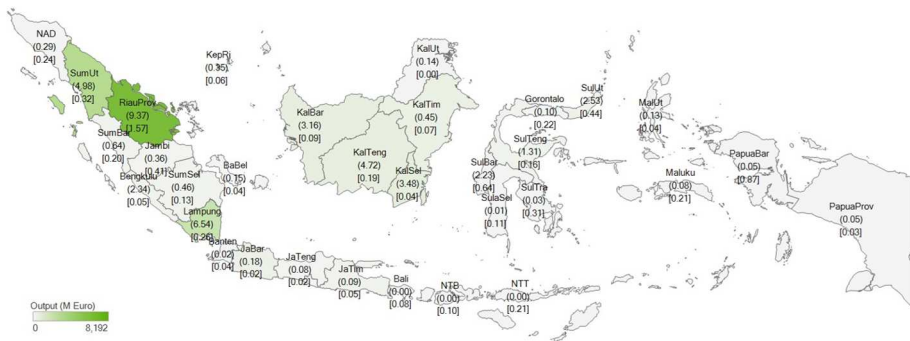 NAD
(0.29)
[0.24]
SumUt
(4.98)
[0.32]
RiauProv
(9.37)
[1.57]
KepRi
(0.35)
[0.06]
SumBar
(0.64)
[0.20]
Jambi
(0.36)
[0.41]
Bengkulu
(2.34)
[0.05]
SumSel
(0.46)
[0.13]
BaBel
(0.15)
[0.04]
Lampung
(6.54)
[0.26]
Banten
(0.02)
[0.04]
JaBar
(0.18)
[0.02]
JaTeng
(0.08)
[0.02]
JaTim
(0.09)
[0.05]
Bali
(0.00)
[0.08]
NTB
(0.00)
[0.10]
NTT
(0.00)
[0.21]
KalUt
(0.14)
[0.00]
KalBar
(3.16)
[0.09]
KalTim
(0.45)
[0.07]
KalTeng
(4.72)
[0.19]
KalSel
(3.48)
[0.04]
SulUt
(2.53)
[0.44]
Gorontalo
(0.10)
[0.22]
SulTeng
(1.31)
[0.16]
SulBar
(2.23)
[0.64]
SulaSel
(0.01)
[0.11]
SulTra
(0.03)
[0.31]
MalUt
(0.13)
[0.04]
Maluku
(0.08)
[0.21]
PapuaBar
(0.05)
[0.87]
PapuaProv
(0.05)
[0.03]
Output (M Euro)
0 8,192